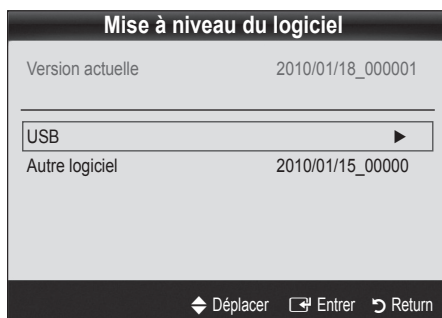 Mise à niveau du logiciel
Version actuelle 2010/01/18_000001
USB ►
Autre logiciel 2010/01/15_00000
Déplacer Entrer Return